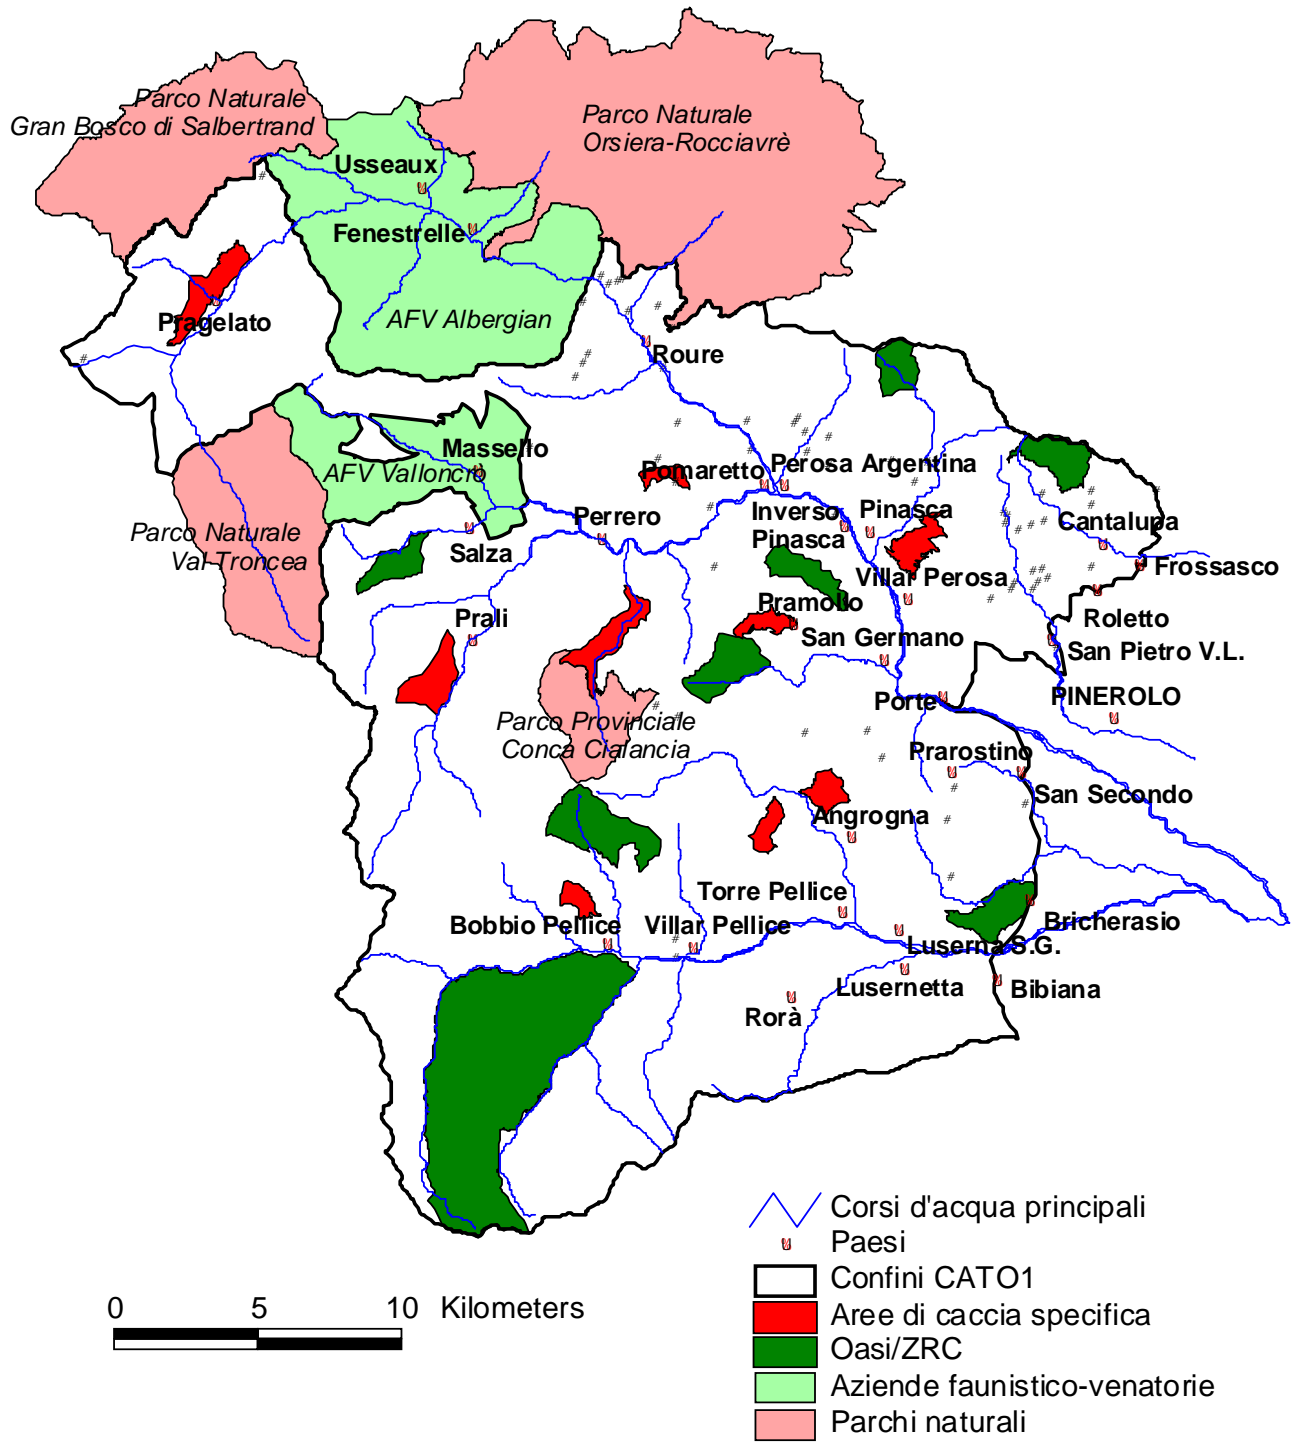 Parco Naturale
Gran Bosco di Salbertrand
Parco Naturale
Orsiera-Rocciavrè
Usseaux
Fenestrelle
Pragelato
AFV Albergian
Roure
Massello
AFV Valloncrò
Pomaretto
Perosa Argentina
Parco Naturale
Val Troncea
Perrero
Inverso
Pinasca
Pinasca
Cantalupa
Salza
Villar Perosa
Frossasco
Prali
Pramollo
Roletto
San Germano
San Pietro V.L.
Porte
PINEROLO
Parco Provinciale
Conca Cialancia
Prarostino
San Secondo
Angrogna
Torre Pellice
Bobbio Pellice
Villar Pellice
Bricherasio
Luserna S.G.
Lusernetta
Bibiana
Rorà
Corsi d'acqua principali
Paesi
Confini CATO1
0 5 10 Kilometers
Aree di caccia specifica
Oasi/ZRC
Aziende faunistico-venatorie
Parchi naturali